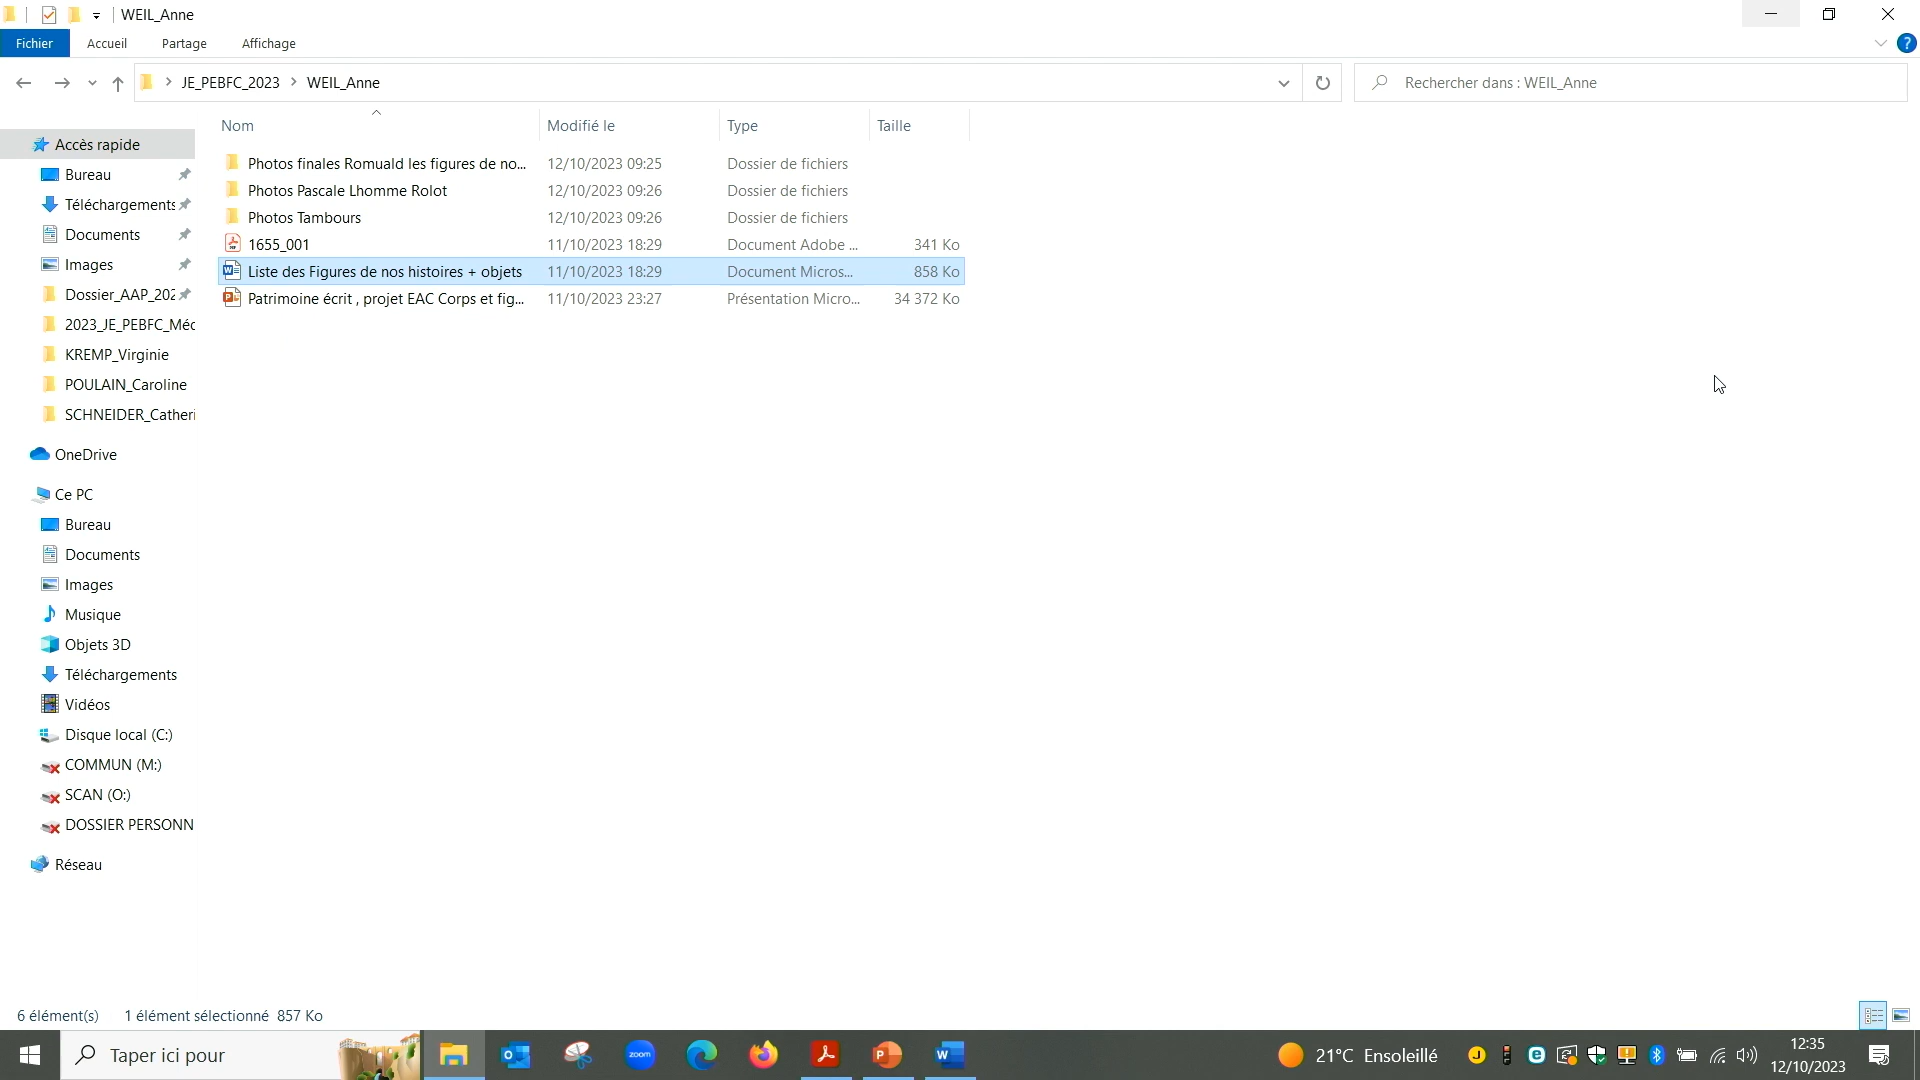 WEIL_Anne
Fichier Accueil Partage Affichage
JE_PEBFC_2023 WEIL_Anne Rechercher dans : WEIL_Anne
Nom Modifié le Type Taille
Photos finales Romuald les figures de no... 12/10/2023 09:25 Dossier de fichiers
Photos Pascale Lhomme Rolot 12/10/2023 09:26 Dossier de fichiers
Photos Tambours 12/10/2023 09:26 Dossier de fichiers
1655_001 11/10/2023 18:29 Document Adobe ... 341 Ko
Liste des Figures de nos histoires + objets 11/10/2023 18:29 Document Micros... 858 Ko
Patrimoine écrit , projet EAC Corps et fig... 11/10/2023 23:27 Présentation Micro... 34 372 Ko
Accès rapide
Bureau
Téléchargements
Documents
Images
Dossier_AAP_202
2023_JE_PEBFC_Méd
KREMP_Virginie
POULAIN_Caroline
SCHNEIDER_Catheri
OneDrive
Ce PC
Bureau
Documents
Images
Musique
Objets 3D
Téléchargements
Vidéos
Disque local (C:)
COMMUN (M:)
SCAN (O:)
DOSSIER PERSONN
Réseau
6 élément(s) 1 élément sélectionné 857 Ko
Taper ici pour zoom 21°C Ensoleillé 12:35
12/10/2023